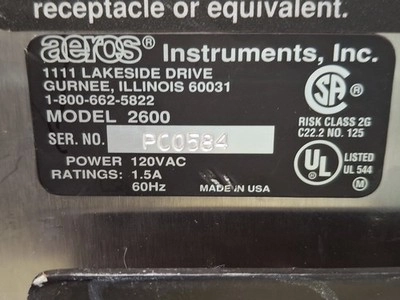 receptacle or equivalent.
aeros® Instruments, Inc.
1111 LAKESIDE DRIVE
GURNEE, ILLINOIS 60031
1-800-662-5822
MODEL 2600
SER. NO. PC0584
POWER 120VAC
RATINGS: 1.5A
60Hz
MADE IN USA
SA ®
RISK CLASS 2G
C22.2 NO. 125
UL ®
LISTED
UL 544
M